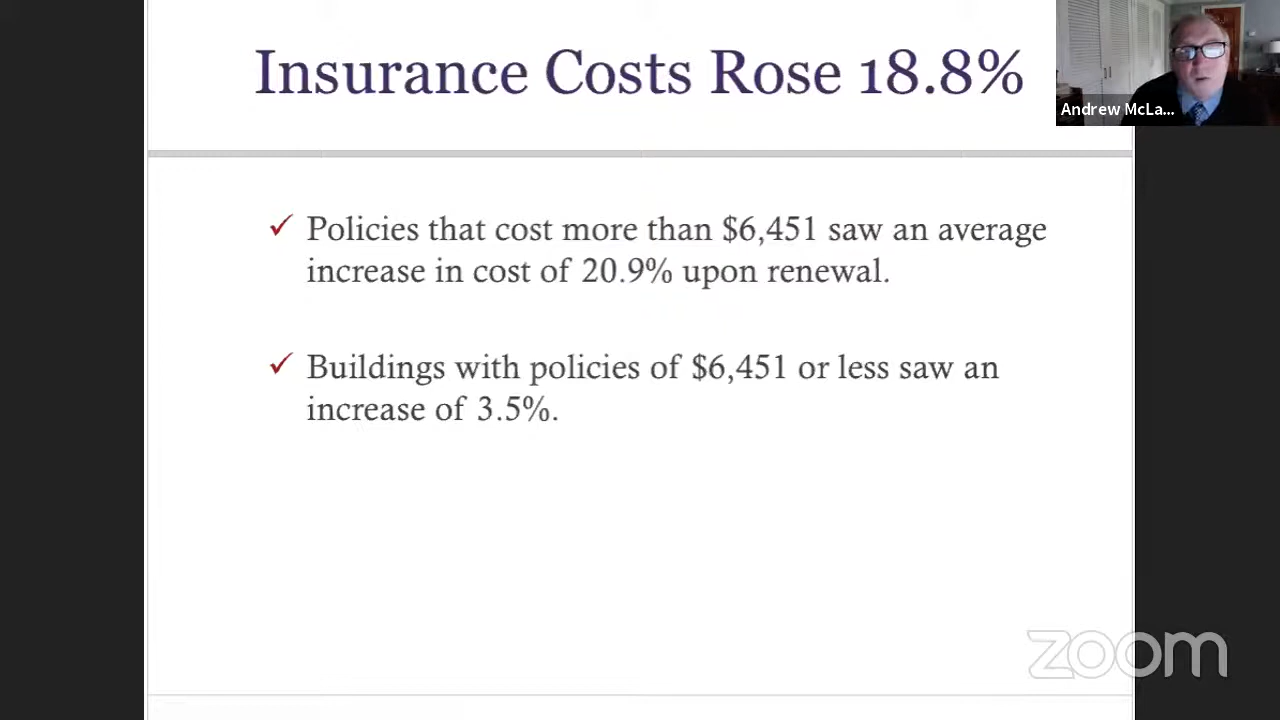 Insurance Costs Rose 18.8%
Andrew McLa...
✓ Policies that cost more than $6,451 saw an average
increase in cost of 20.9% upon renewal.
✓ Buildings with policies of $6,451 or less saw an
increase of 3.5%.
zoom